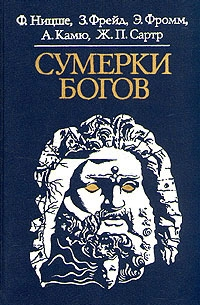 Ф. Ницше, З. Фрейд, Э. Фромм,
А. Камю, Ж. П. Сартр
СУМЕРКИ
БОГОВ